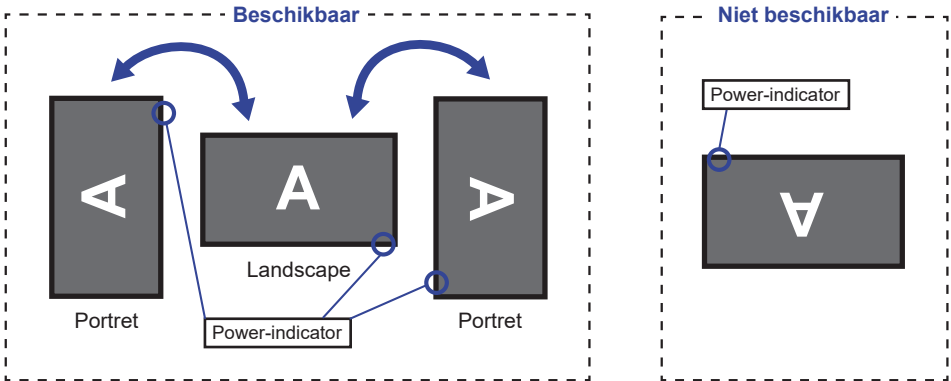 Beschikbaar
Niet beschikbaar
Power-indicator
A
A
A
A
Landscape
Portret
Portret
Power-indicator